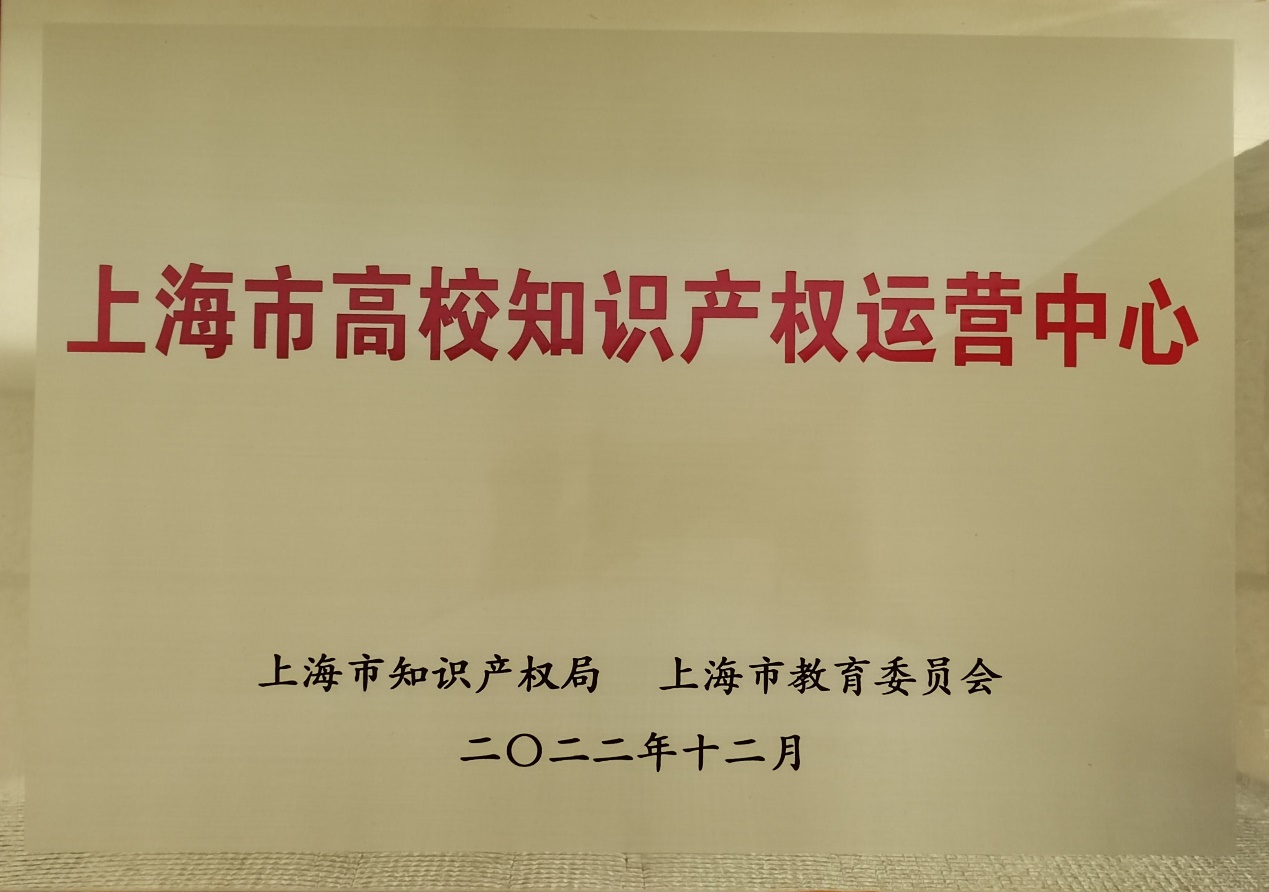 上海市高校知识产权运营中心
上海市知识产权局 上海市教育委员会
二〇二二年十二月